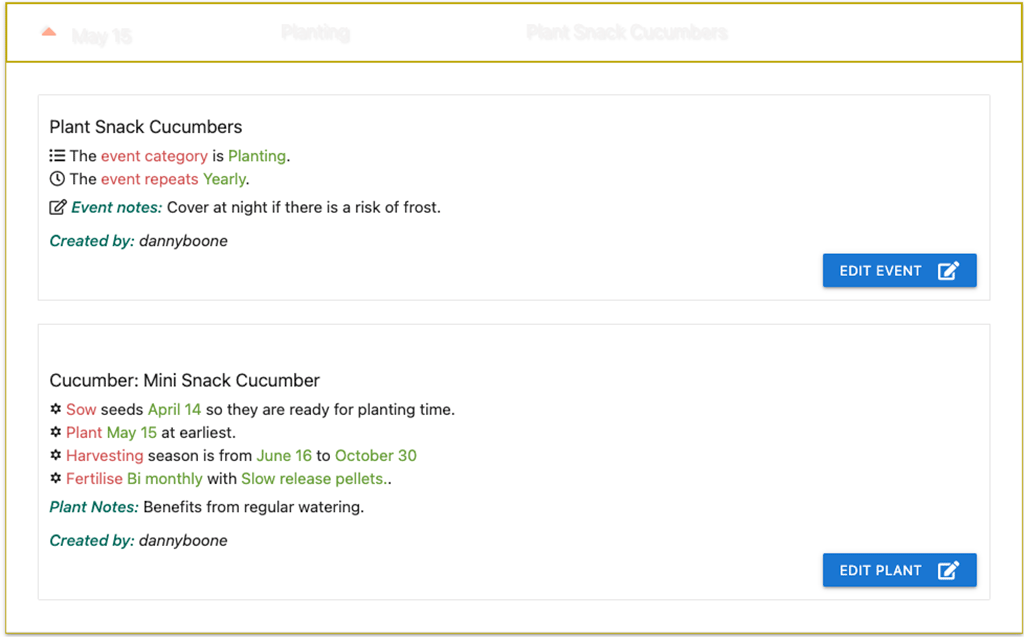 May 15 Planting Plant Snack Cucumbers
Plant Snack Cucumbers
The event category is Planting.
The event repeats Yearly.
Event notes: Cover at night if there is a risk of frost.
Created by: dannyboone
EDIT EVENT
Cucumber: Mini Snack Cucumber
Sow seeds April 14 so they are ready for planting time.
Plant May 15 at earliest.
Harvesting season is from June 16 to October 30
Fertilise Bi monthly with Slow release pellets..
Plant Notes: Benefits from regular watering.
Created by: dannyboone
EDIT PLANT